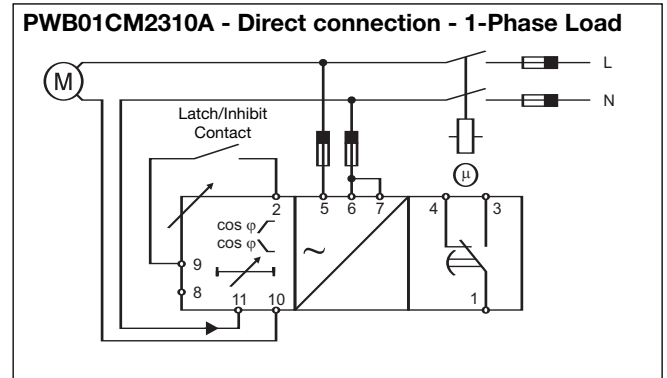 PWB01CM2310A - Direct connection - 1-Phase Load
L
M
N
Latch/Inhibit
Contact
μ
2
5
6
7
4
3
cos φ
cos φ
~
9
8
11
10
1